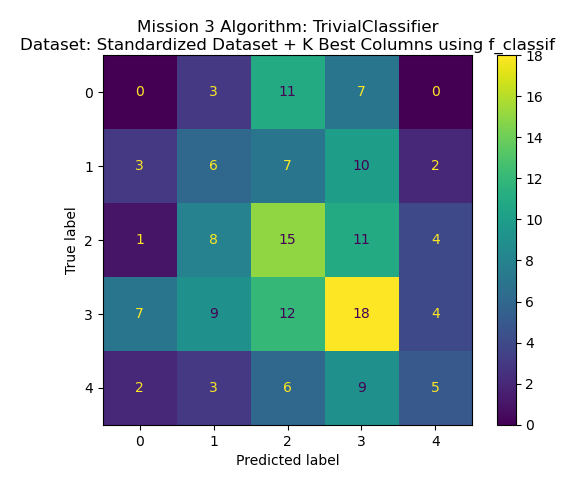 Mission 3 Algorithm: TrivialClassifier
Dataset: Standardized Dataset + K Best Columns using f_classif
True label
0 0 3 11 7 0
1 3 6 7 10 2
2 1 8 15 11 4
3 7 9 12 18 4
4 2 3 6 9 5
0 1 2 3 4
Predicted label
18
16
14
12
10
8
6
4
2
0